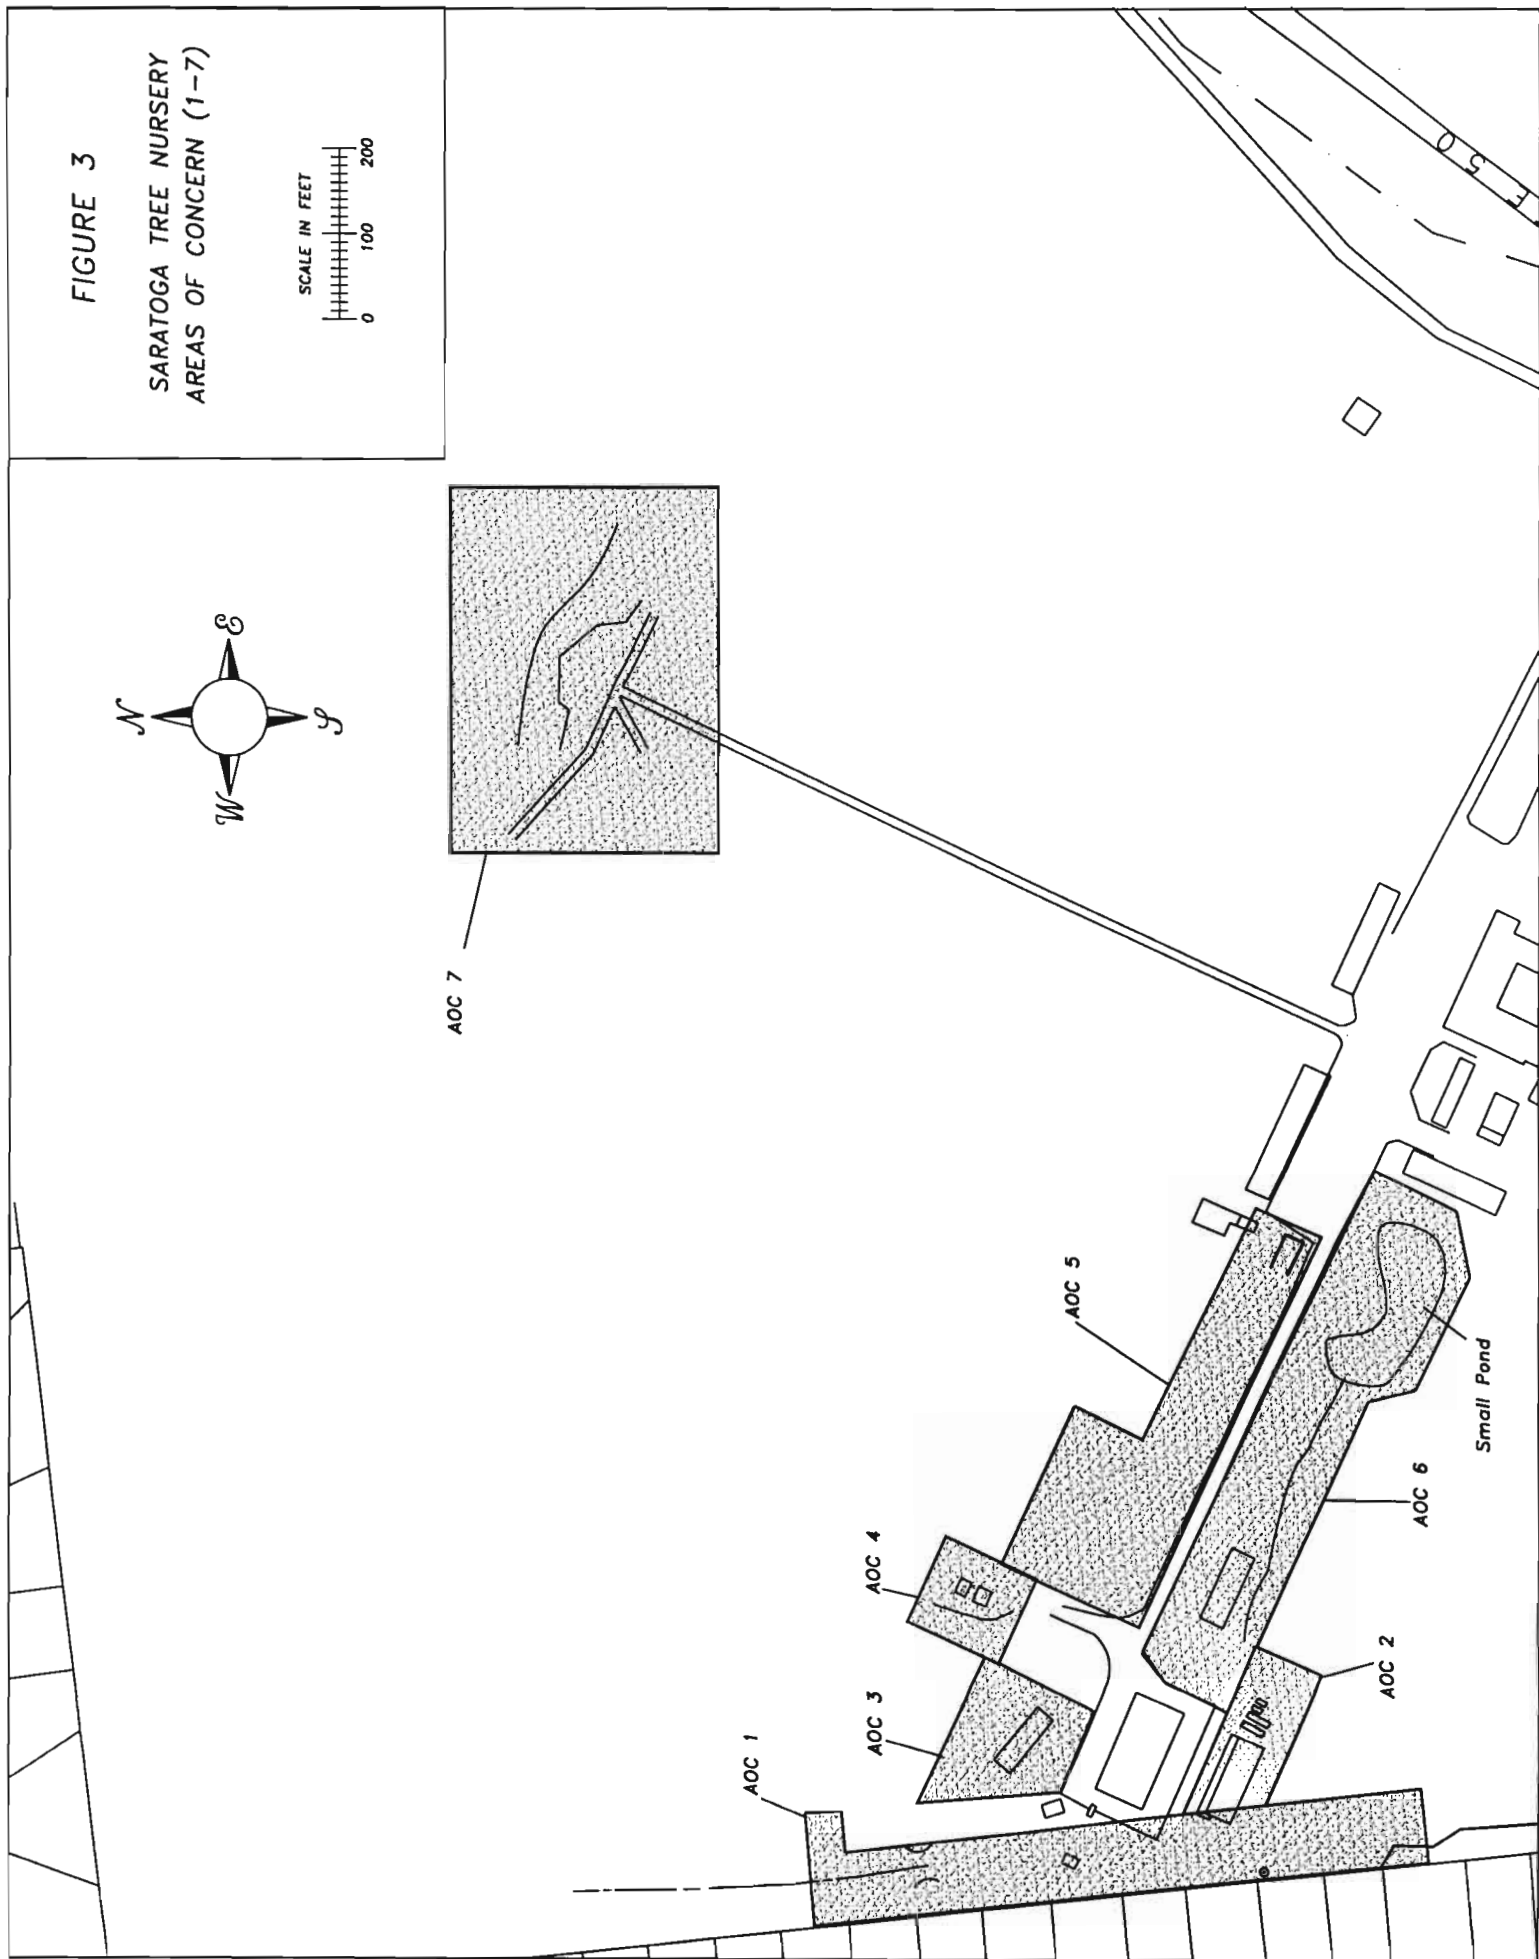 FIGURE 3
SARATOGA TREE NURSERY
AREAS OF CONCERN (1-7)
SCALE IN FEET
0 100 200
N
W E
S
AOC 7
AOC 1
AOC 3
AOC 4
AOC 5
AOC 2
AOC 6
Small Pond
E 50